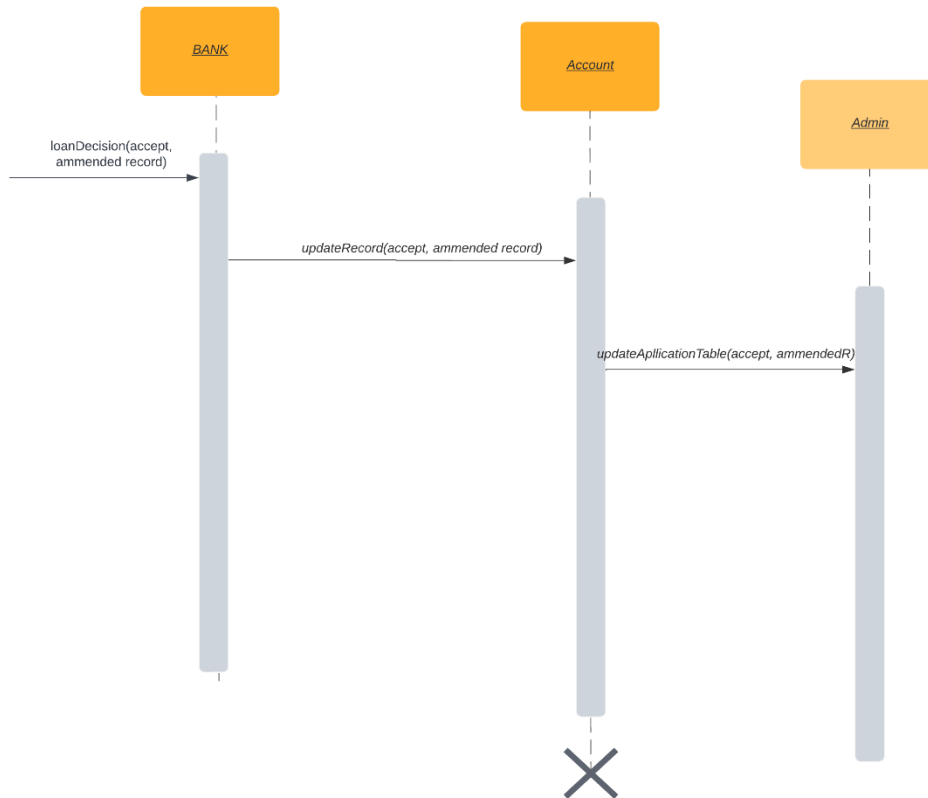 BANK
Account
Admin
loanDecision(accept,
ammended record)
updateRecord(accept, ammended record)
updateApllicationTable(accept, ammendedR)